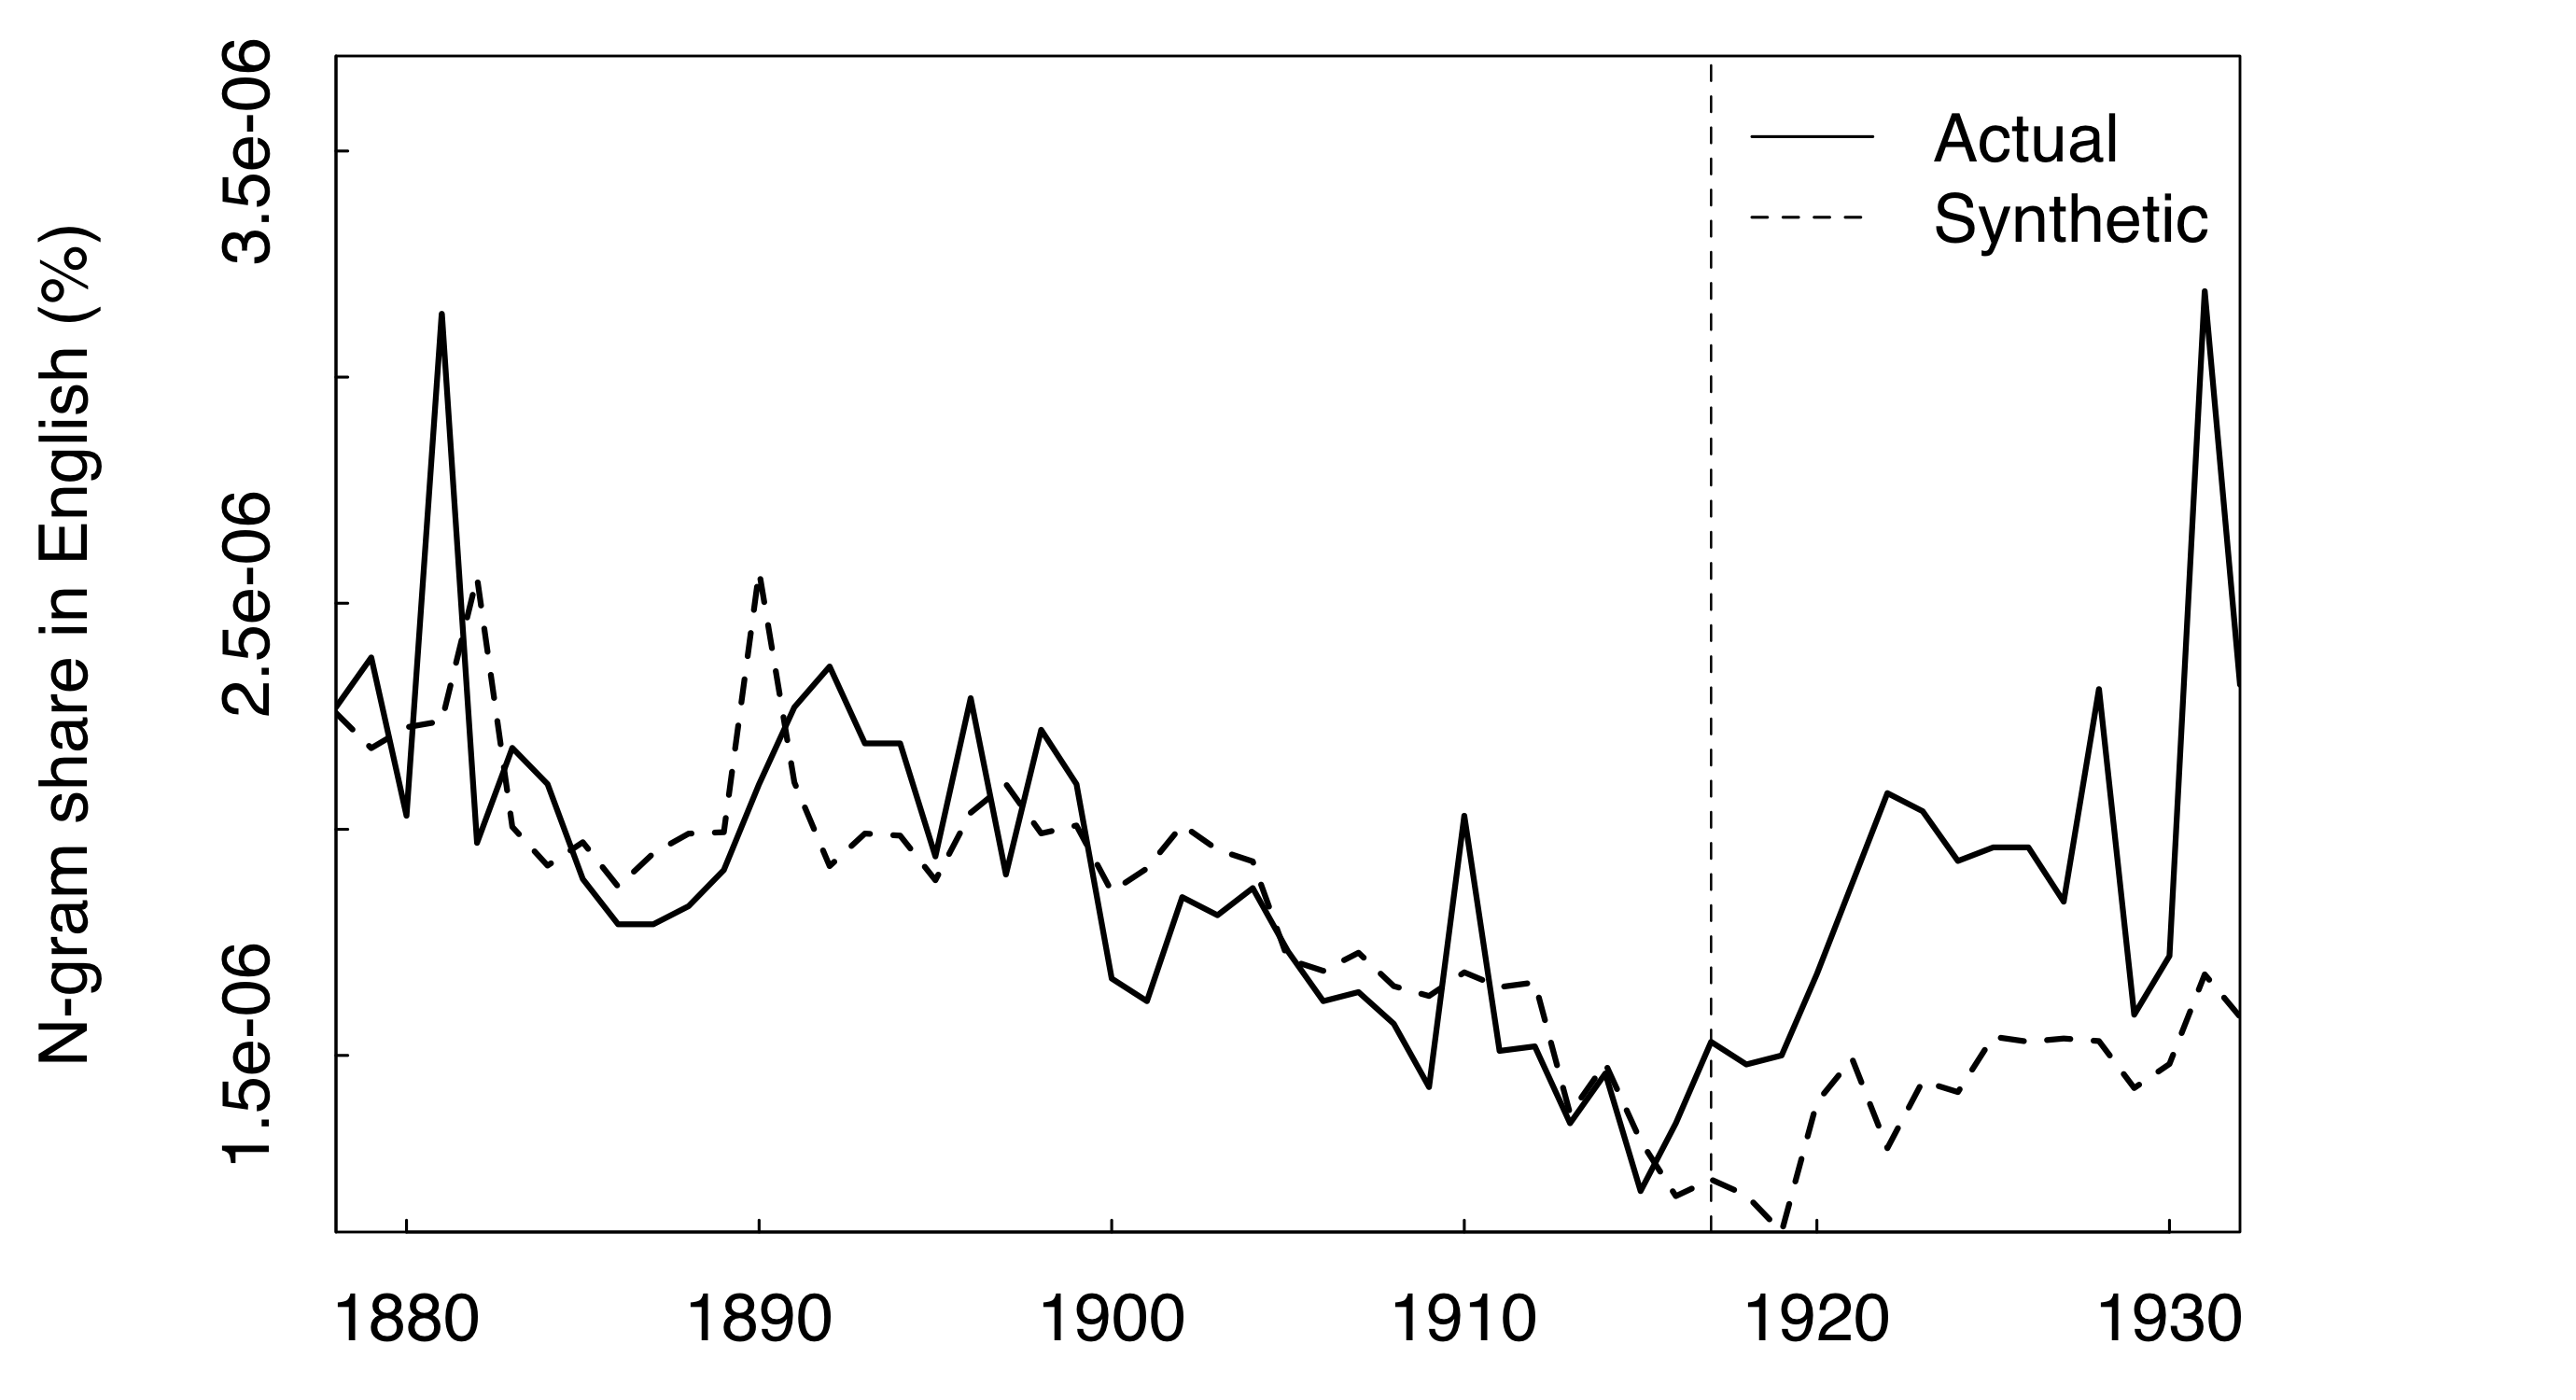 N-gram share in English (%)
3.5e-06
2.5e-06
1.5e-06
Actual
Synthetic
1880 1890 1900 1910 1920 1930